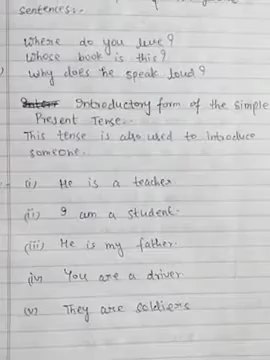 sentences:-
Where do you live?
Whose book is this?
Why does he speak loud?
Introductory form of the Simple
Present Tense.
This tense is also used to introduce
someone.
(i) He is a teacher.
(ii) I am a student.
(iii) He is my father.
(iv) You are a driver.
(v) They are soldiers